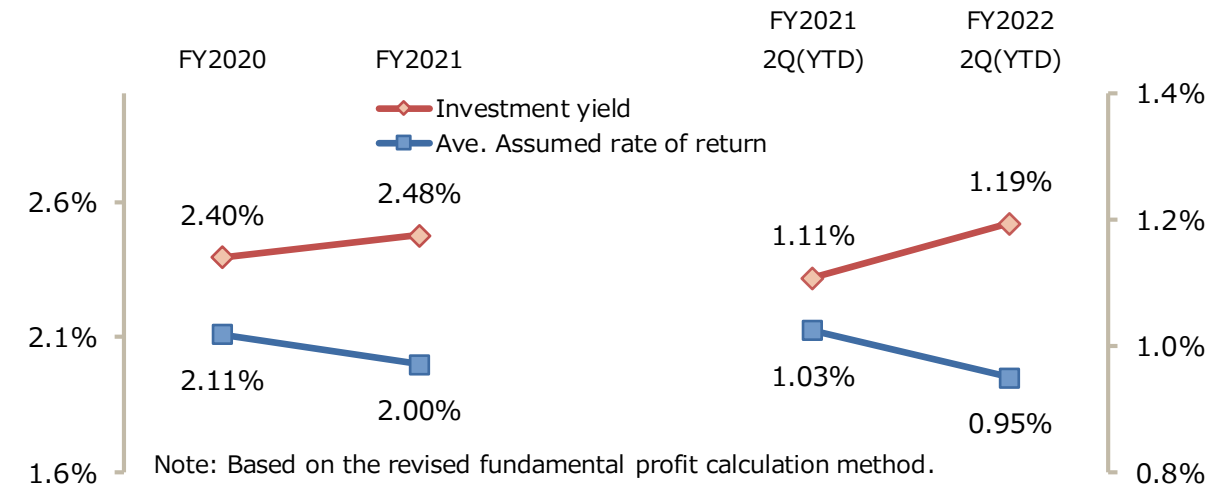 FY2020
FY2021
FY2021
2Q(YTD)
FY2022
2Q(YTD)
Investment yield
Ave. Assumed rate of return
2.6%
2.1%
1.6%
2.40%
2.48%
2.11%
2.00%
1.11%
1.19%
1.03%
0.95%
1.4%
1.2%
1.0%
0.8%
Note: Based on the revised fundamental profit calculation method.